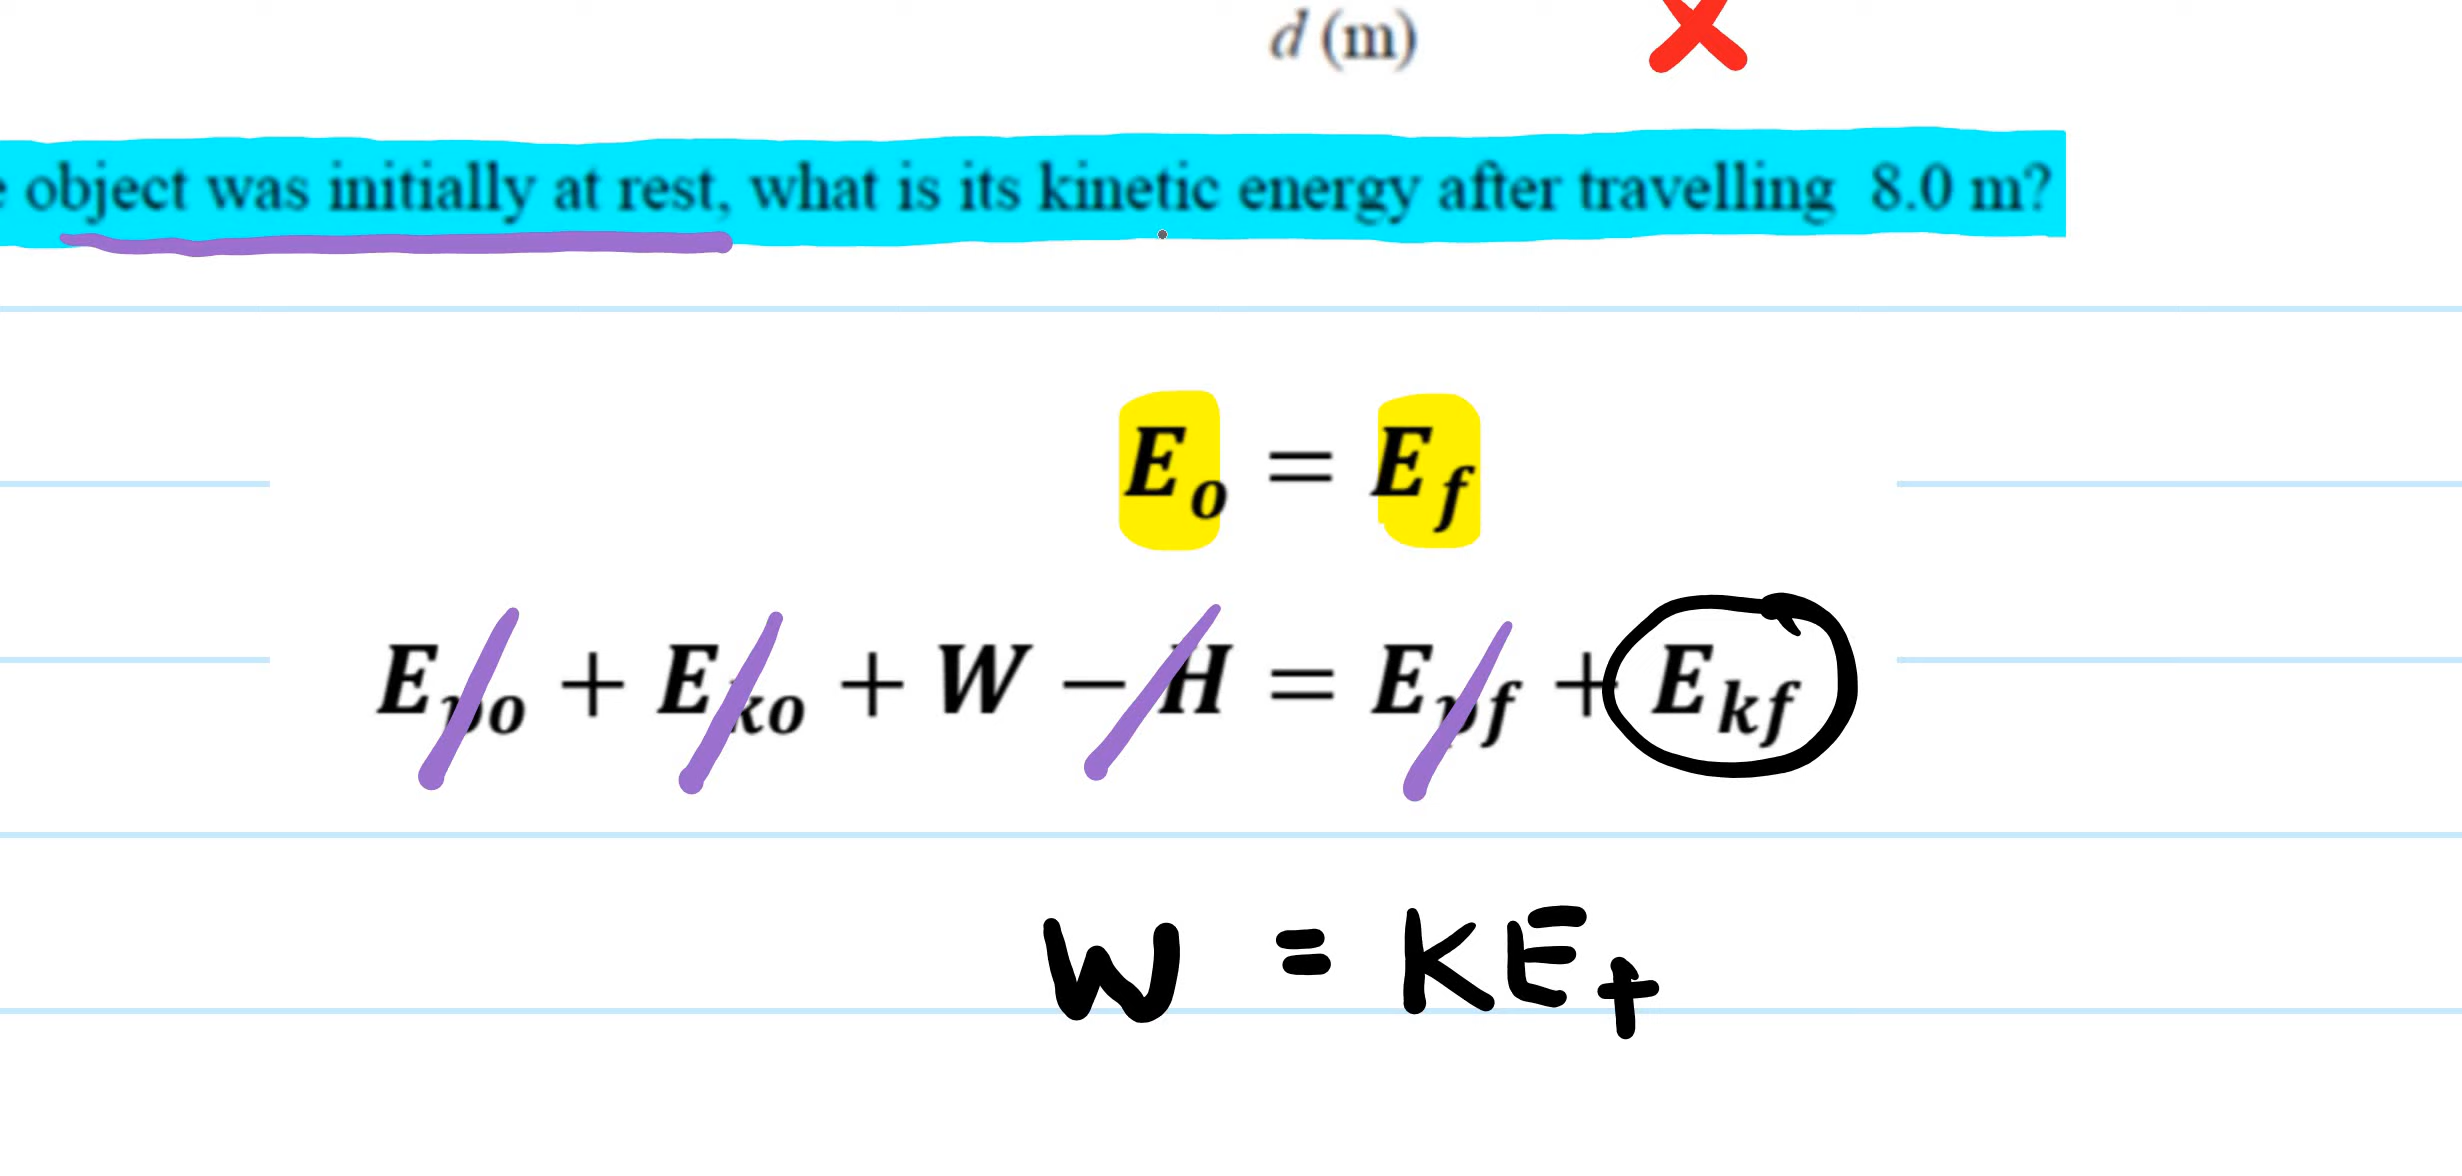 d (m)
object was initially at rest, what is its kinetic energy after travelling 8.0 m?
E_o = E_f
E_po + E_ko + W − H = E_pf + E_kf
W = KE_f